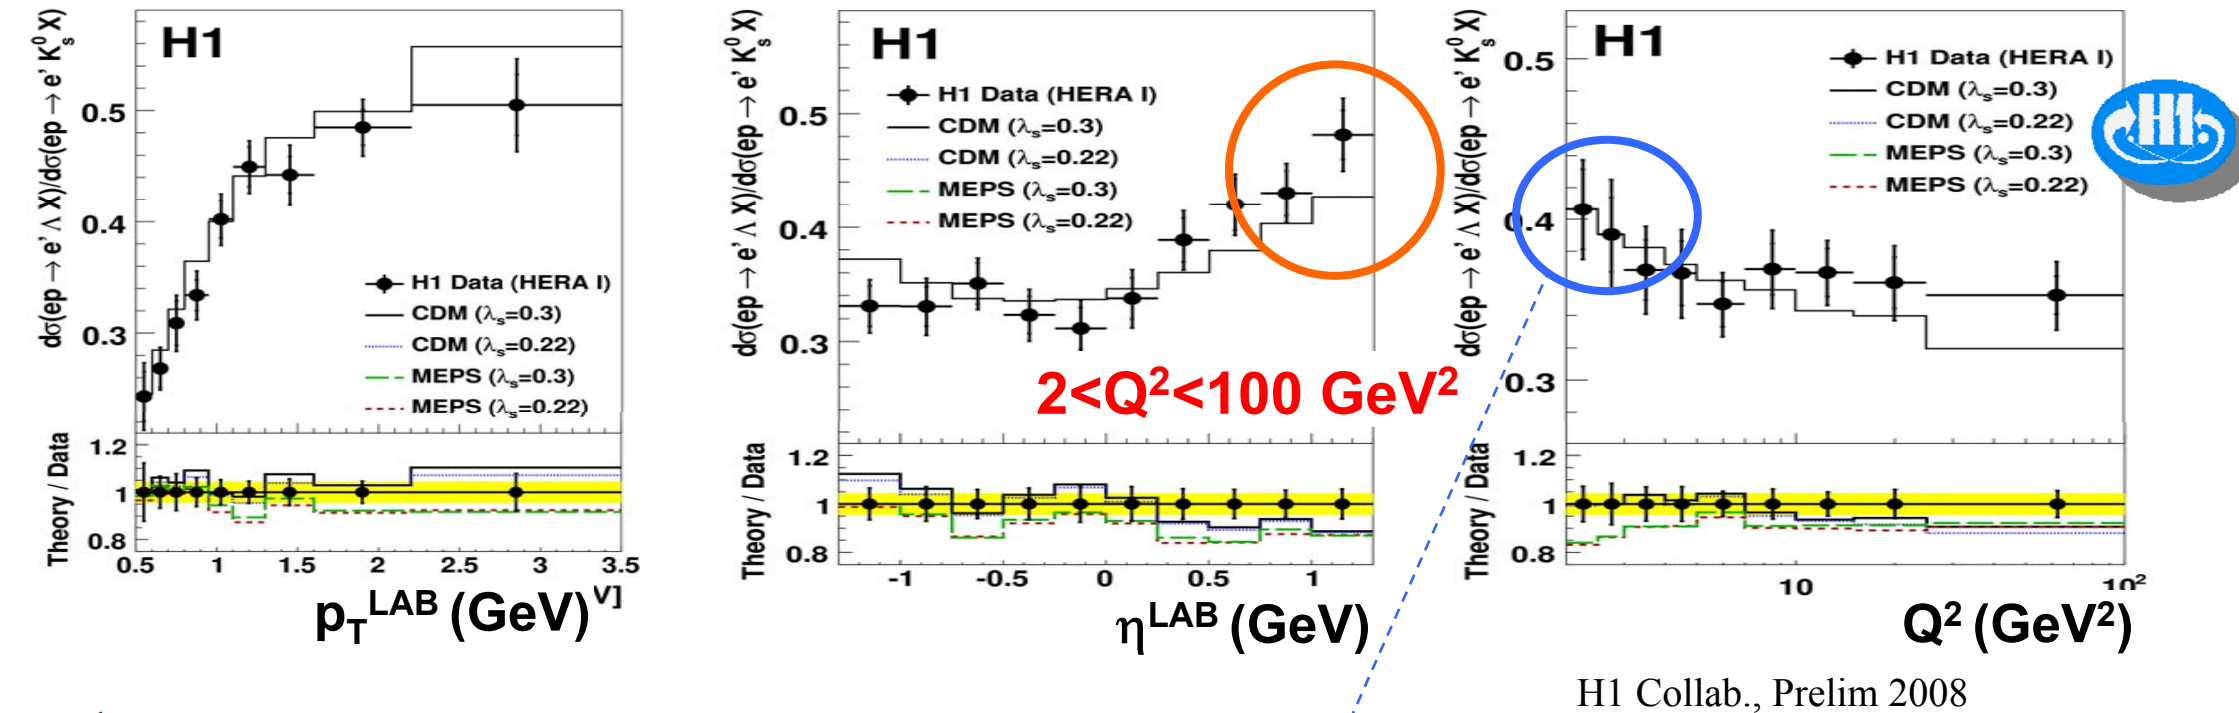 H1
dσ(ep → e' Λ X)/dσ(ep → e' K⁰ₛ X)
0.5
0.4
0.3
H1 Data (HERA I)
CDM (λₛ=0.3)
CDM (λₛ=0.22)
MEPS (λₛ=0.3)
MEPS (λₛ=0.22)
Theory / Data
1.2
1
0.8
0.5 1 1.5 2 2.5 3 3.5
V]
p_T^LAB (GeV)
H1
dσ(ep → e' Λ X)/dσ(ep → e' K⁰ₛ X)
H1 Data (HERA I)
CDM (λₛ=0.3)
CDM (λₛ=0.22)
MEPS (λₛ=0.3)
MEPS (λₛ=0.22)
0.5
0.4
0.3
2<Q²<100 GeV²
Theory / Data
1.2
1
0.8
-1 -0.5 0 0.5 1
η^LAB (GeV)
H1
dσ(ep → e' Λ X)/dσ(ep → e' K⁰ₛ X)
H1 Data (HERA I)
CDM (λₛ=0.3)
CDM (λₛ=0.22)
MEPS (λₛ=0.3)
MEPS (λₛ=0.22)
0.5
0.4
0.3
H1
Theory / Data
1.2
1
0.8
10 10²
Q² (GeV²)
H1 Collab., Prelim 2008